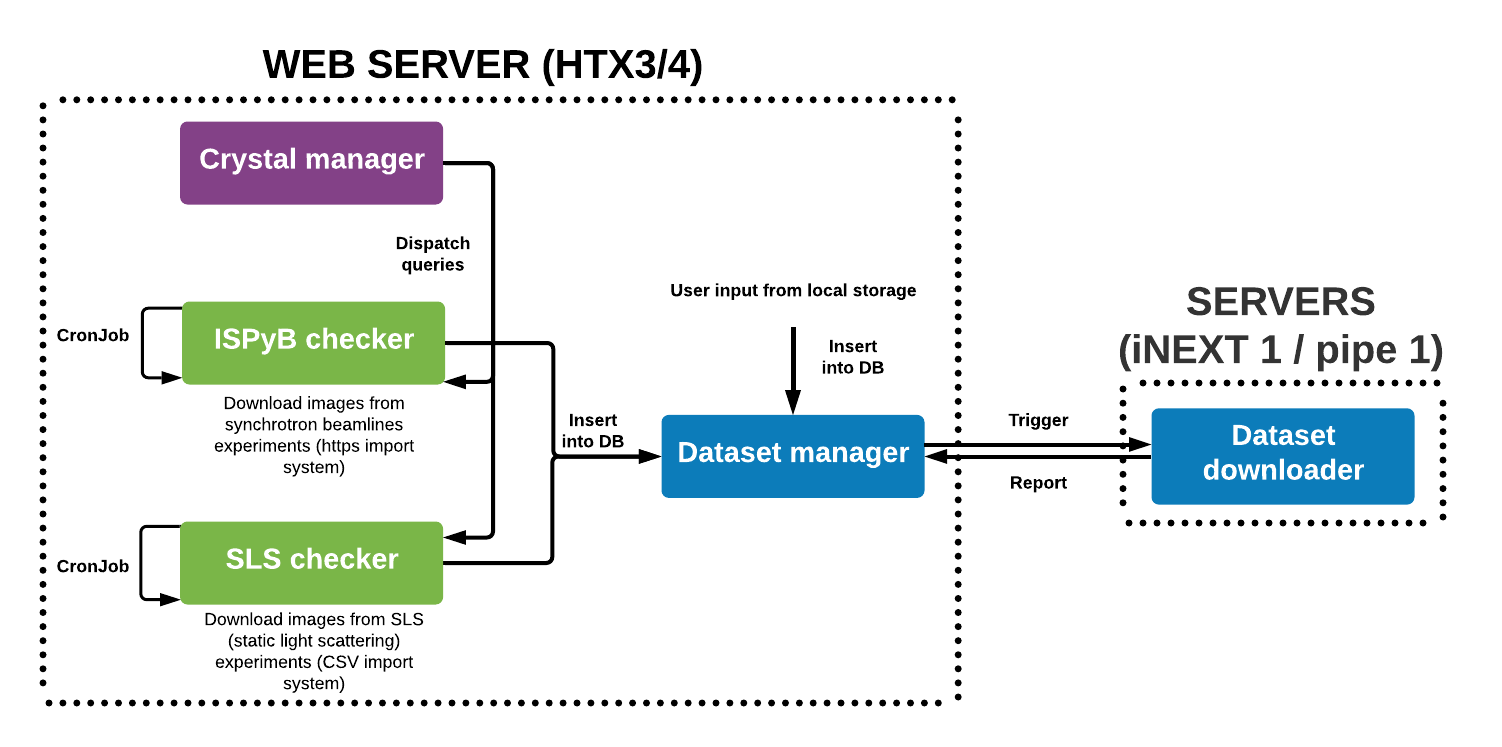 WEB SERVER (HTX3/4)
Crystal manager
Dispatch
queries
CronJob
ISPyB checker
Download images from
synchrotron beamlines
experiments (https import
system)
CronJob
SLS checker
Download images from SLS
(static light scattering)
experiments (CSV import
system)
Insert
into DB
User input from local storage
Insert
into DB
Dataset manager
Trigger
Report
SERVERS
(iNEXT 1 / pipe 1)
Dataset
downloader